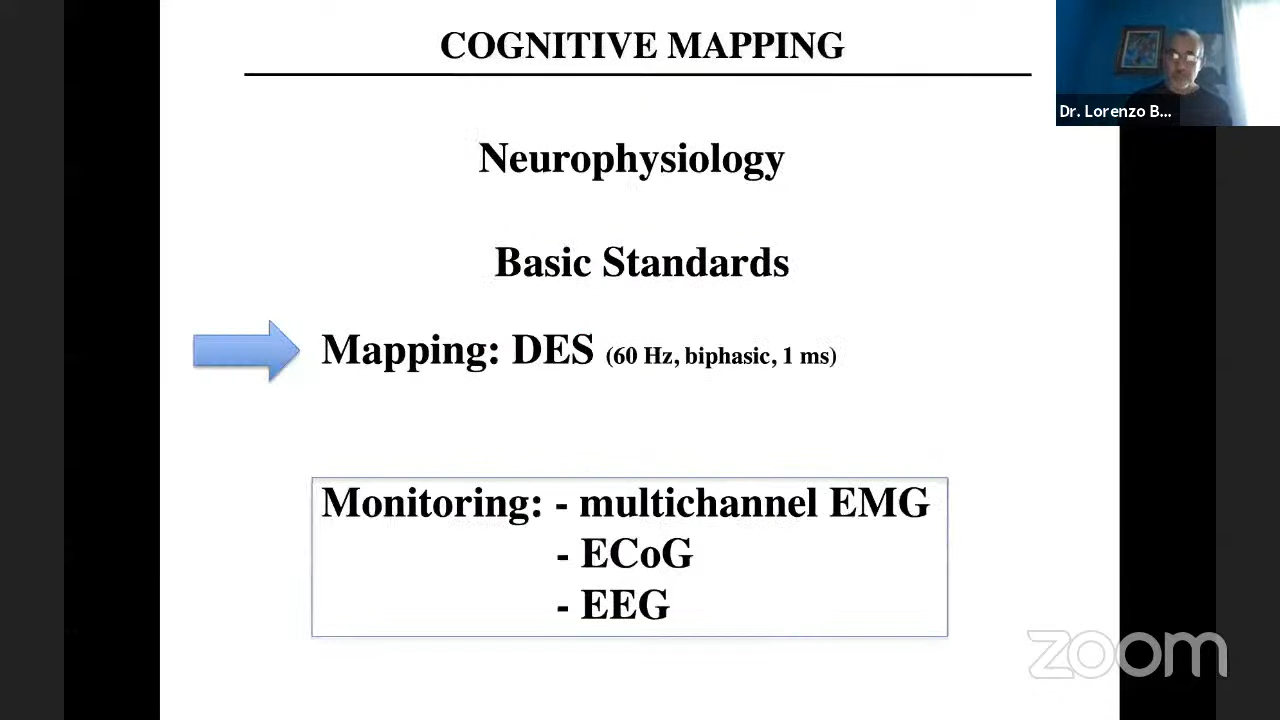 COGNITIVE MAPPING
Dr. Lorenzo B...
Neurophysiology
Basic Standards
Mapping: DES (60 Hz, biphasic, 1 ms)
Monitoring: - multichannel EMG
- ECoG
- EEG
zoom